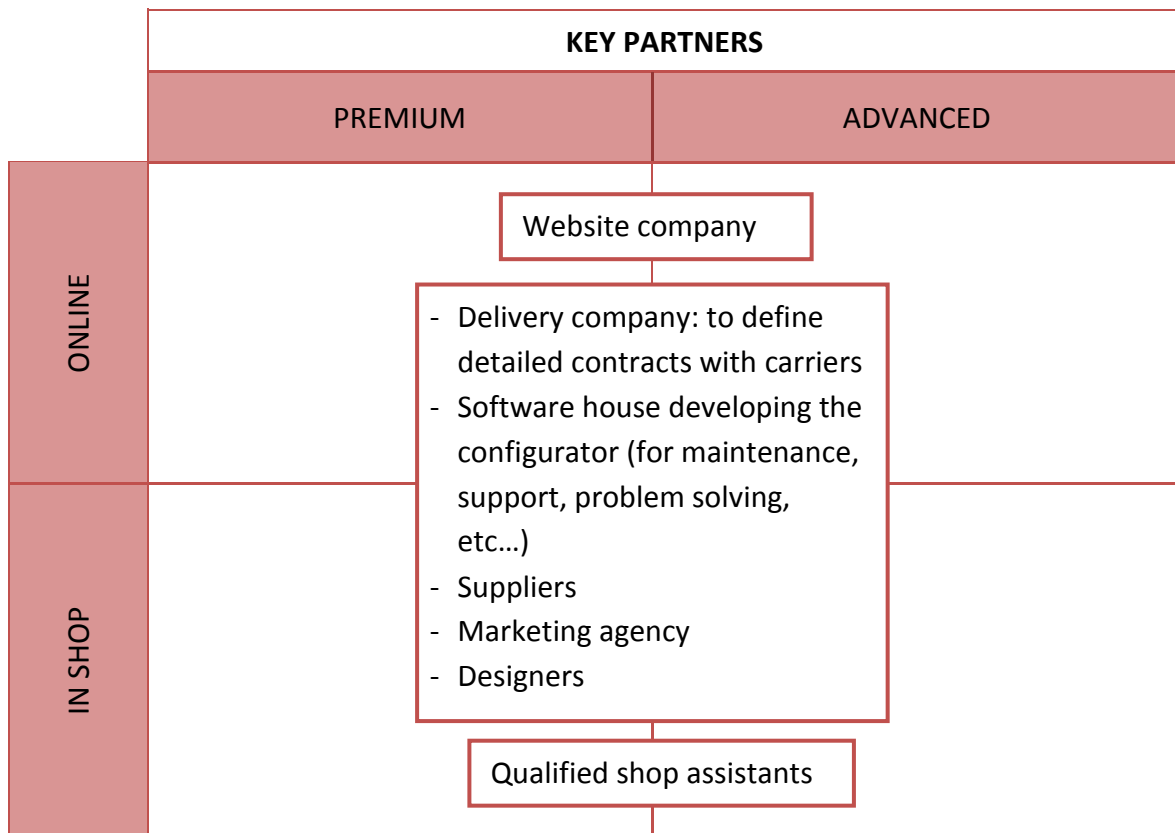 KEY PARTNERS
PREMIUM
ADVANCED
ONLINE
Website company
- Delivery company: to define
detailed contracts with carriers
- Software house developing the
configurator (for maintenance,
support, problem solving,
etc…)
- Suppliers
- Marketing agency
- Designers
IN SHOP
Qualified shop assistants